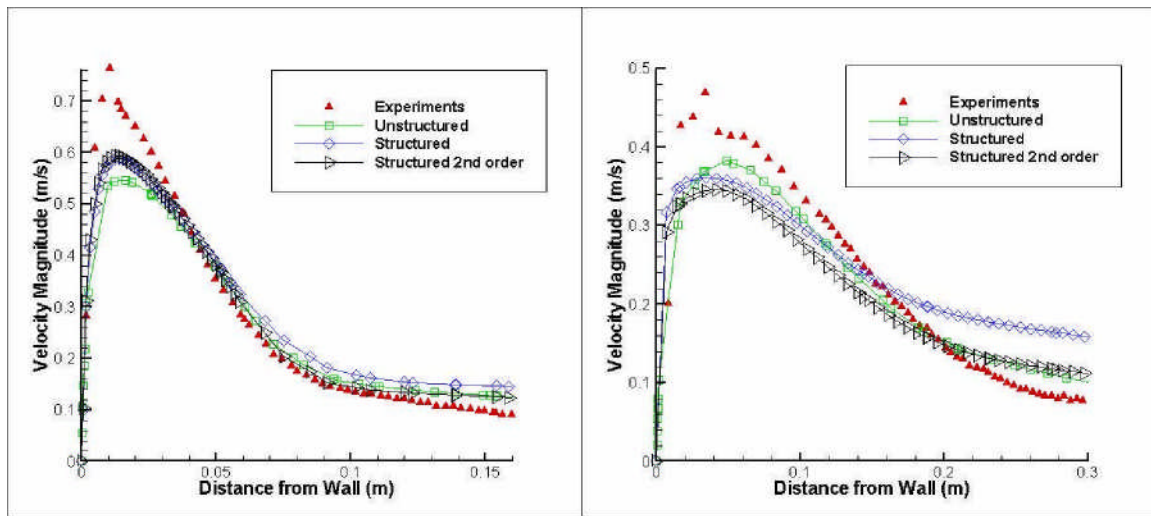 Experiments
Unstructured
Structured
Structured 2nd order
Velocity Magnitude (m/s)
0.7
0.6
0.5
0.4
0.3
0.2
0.1
0
0
0.05
0.1
0.15
Distance from Wall (m)
Experiments
Unstructured
Structured
Structured 2nd order
Velocity Magnitude (m/s)
0.5
0.4
0.3
0.2
0.1
0
0
0.1
0.2
0.3
Distance from Wall (m)